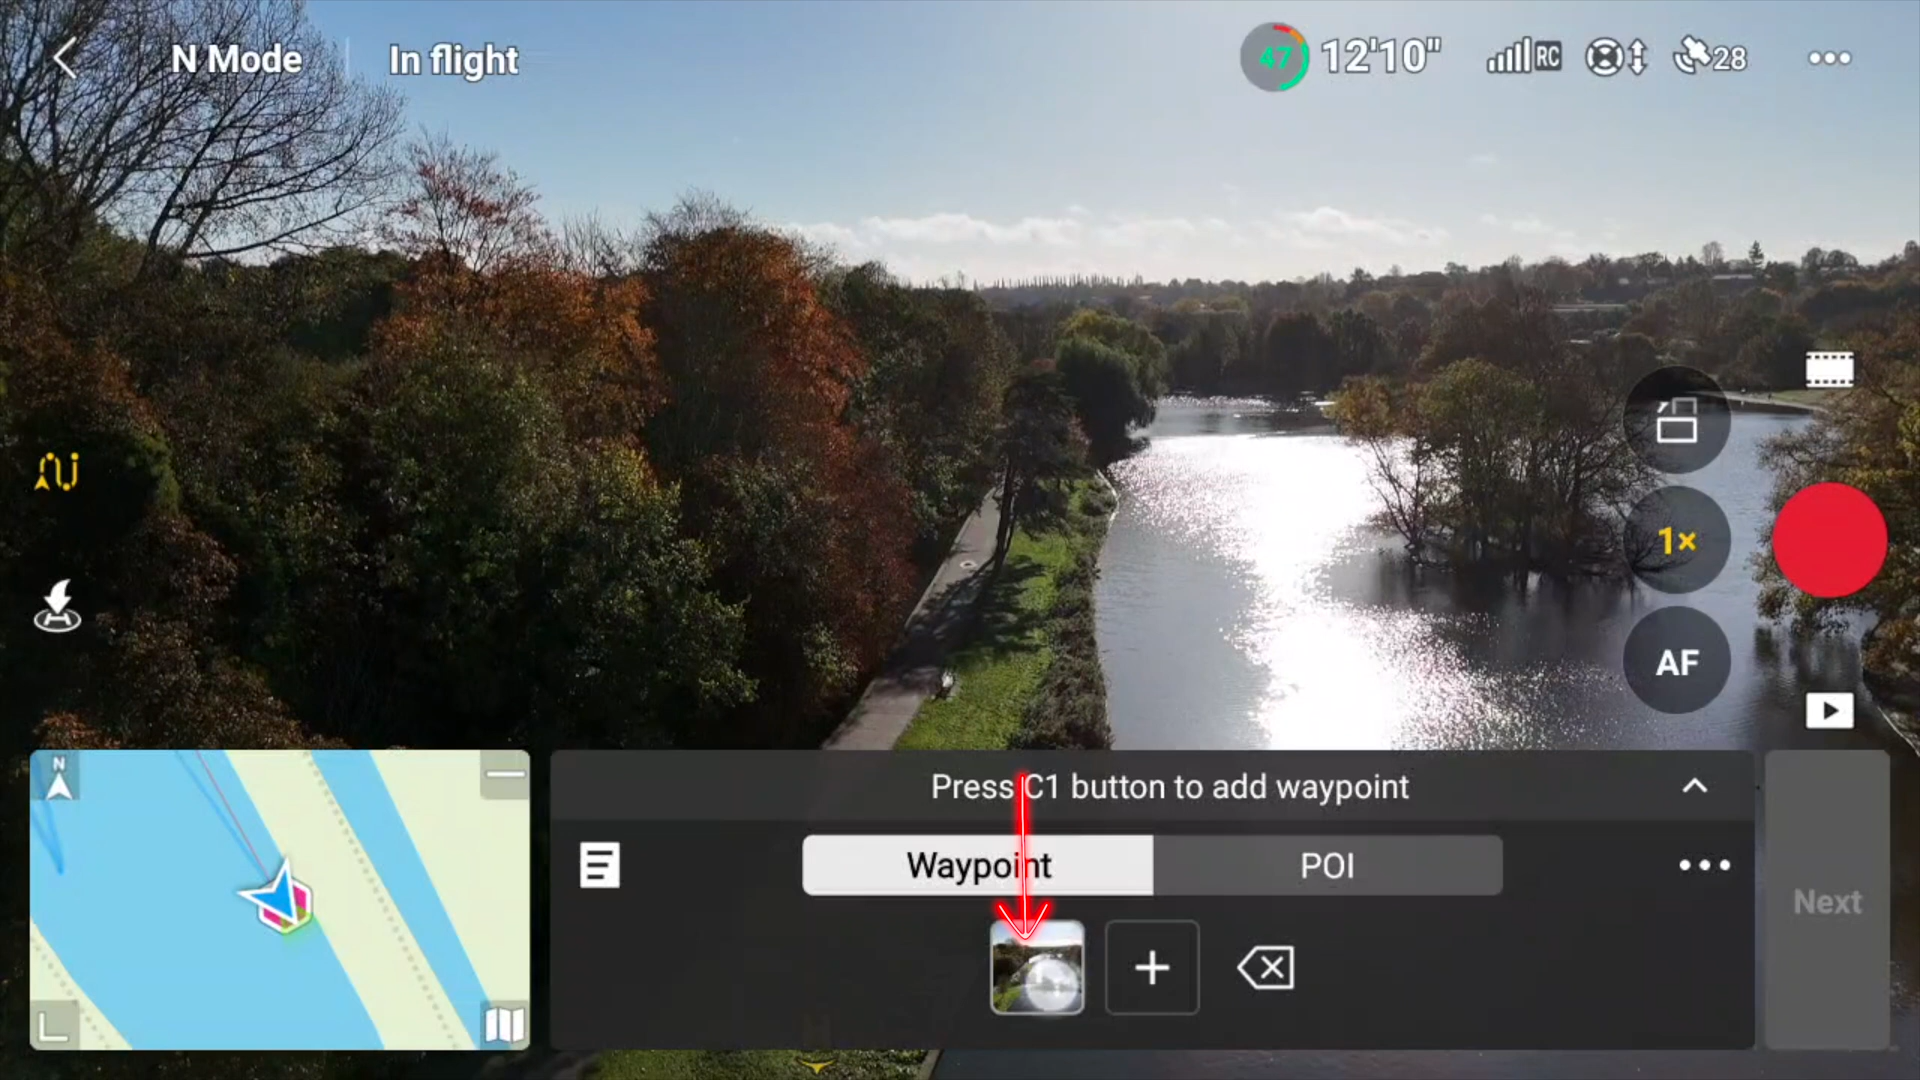 N Mode
In flight
47
12'10"
RC
28
1×
AF
N
Press C1 button to add waypoint
Waypoint
POI
Next